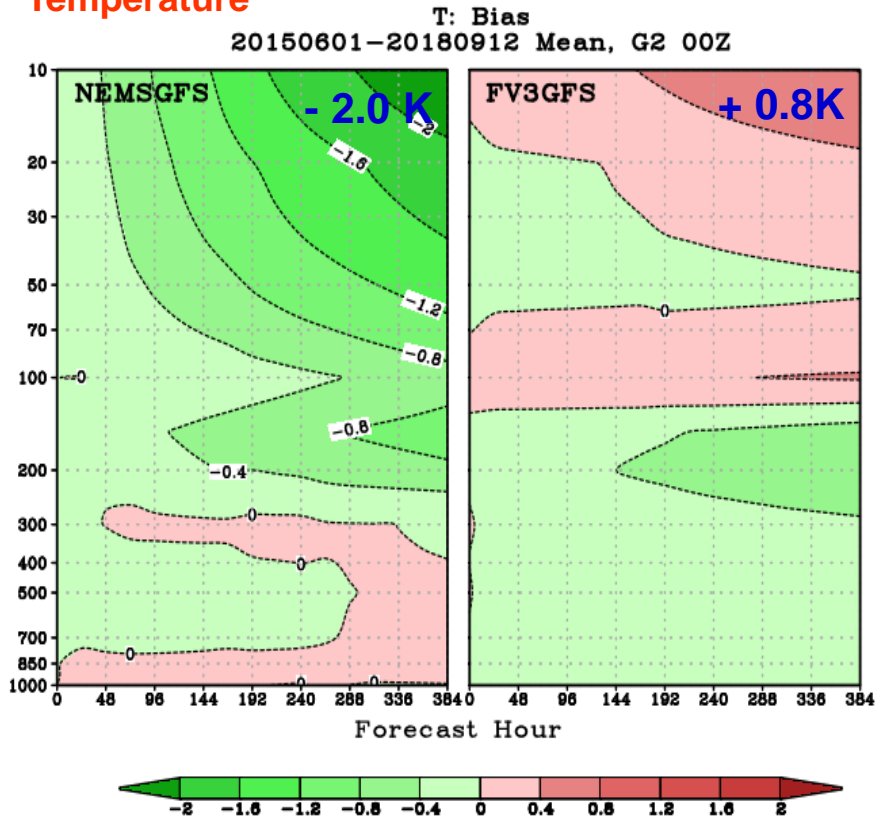 Temperature
T: Bias
20150601-20180912 Mean, G2 00Z
NEMSGFS
- 2.0 K
FV3GFS
+ 0.8K
10
20
30
50
70
100
200
300
400
500
700
850
1000
-2
-1.6
-1.2
-0.8
0
-0.8
-0.4
0
0
0
0
0
0
0 48 96 144 192 240 288 336 384
0 48 96 144 192 240 288 336 384
Forecast Hour
-2 -1.6 -1.2 -0.8 -0.4 0 0.4 0.8 1.2 1.6 2